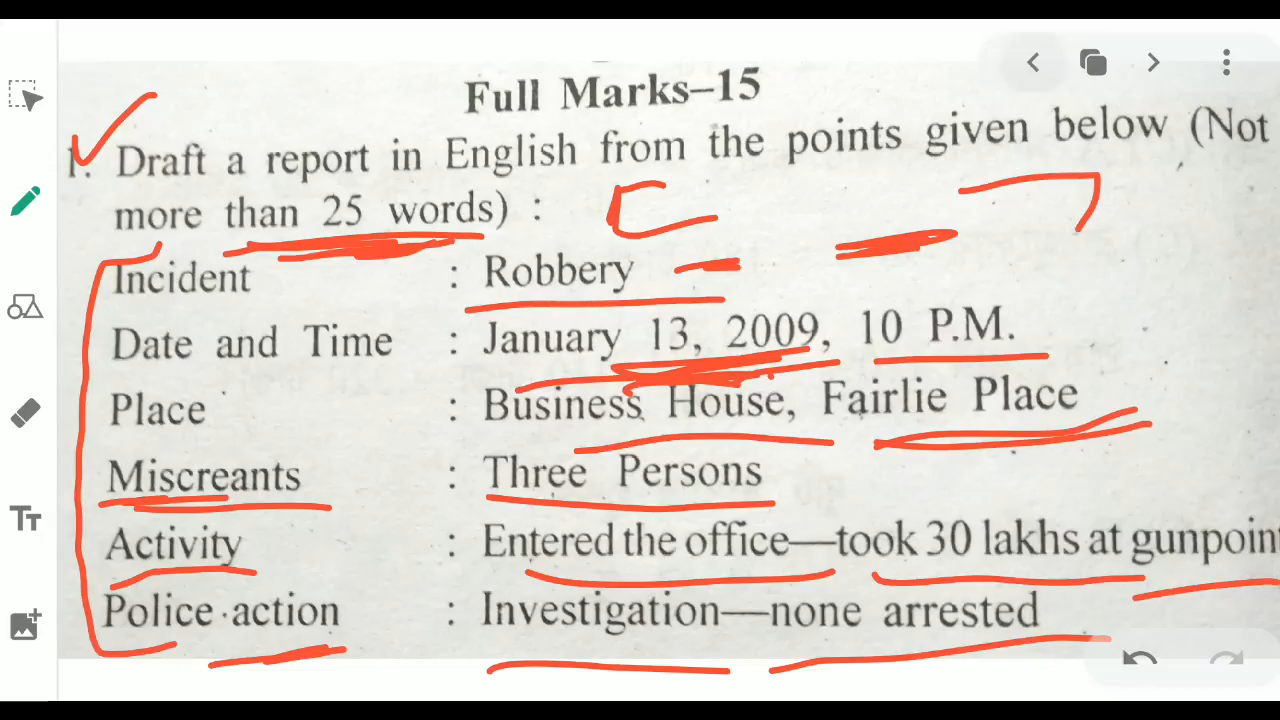 Full Marks–15
1. Draft a report in English from the points given below (Not
more than 25 words) :
Incident : Robbery
Date and Time : January 13, 2009, 10 P.M.
Place : Business House, Fairlie Place
Miscreants : Three Persons
Activity : Entered the office—took 30 lakhs at gunpoin
Police action : Investigation—none arrested